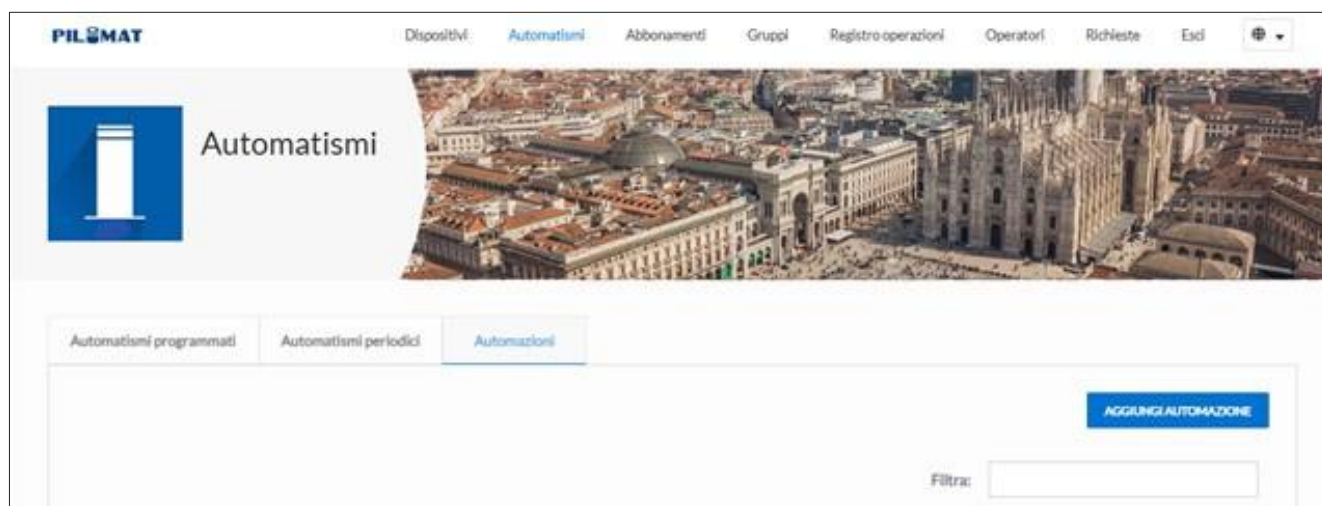 PILOMAT
Dispositivi Automatismi Abbonamenti Gruppi Registro operazioni Operatori Richieste Esci
Automatismi
Automatismi programmati Automatismi periodici Automazioni
AGGIUNGI AUTOMAZIONE
Filtra: